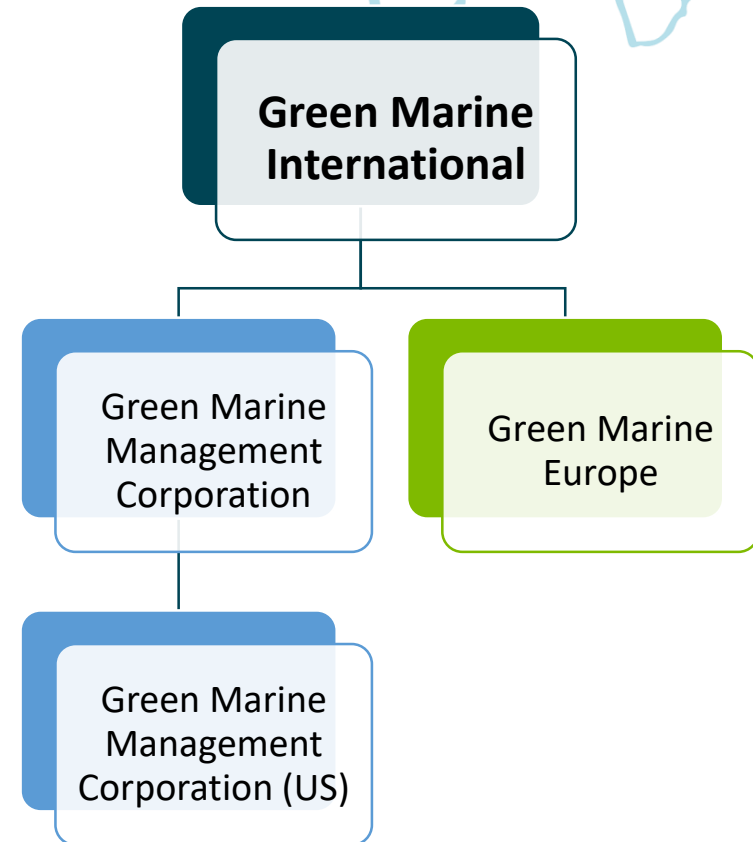 Green Marine
International
Green Marine
Management
Corporation
Green Marine
Europe
Green Marine
Management
Corporation (US)